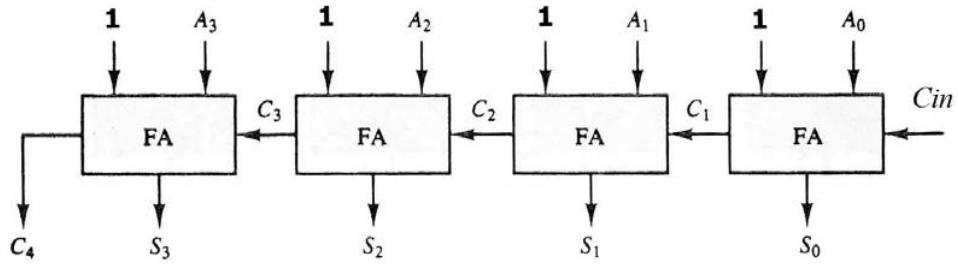 1 A₃ 1 A₂ 1 A₁ 1 A₀
C₃ C₂ C₁ Cin
FA FA FA FA
C₄ S₃ S₂ S₁ S₀